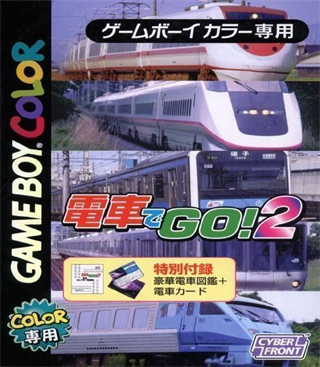 ゲームボーイ カラー専用
GAME BOY COLOR
磯子
電車でGO!2
特別付録
豪華電車図鑑+
電車カード
COLOR
専用
CYBER
FRONT